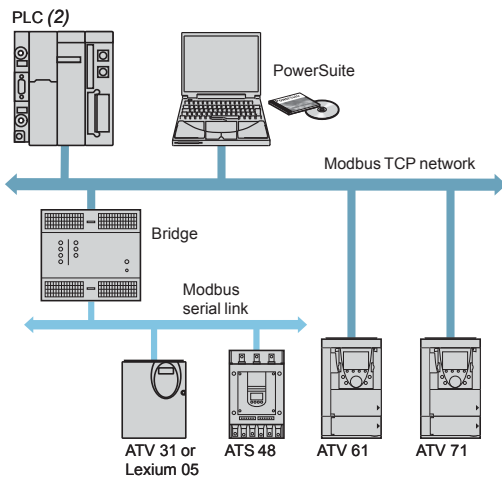 PLC (2)
PowerSuite
Modbus TCP network
Bridge
Modbus
serial link
ATV 31 or
Lexium 05
ATS 48
ATV 61
ATV 71